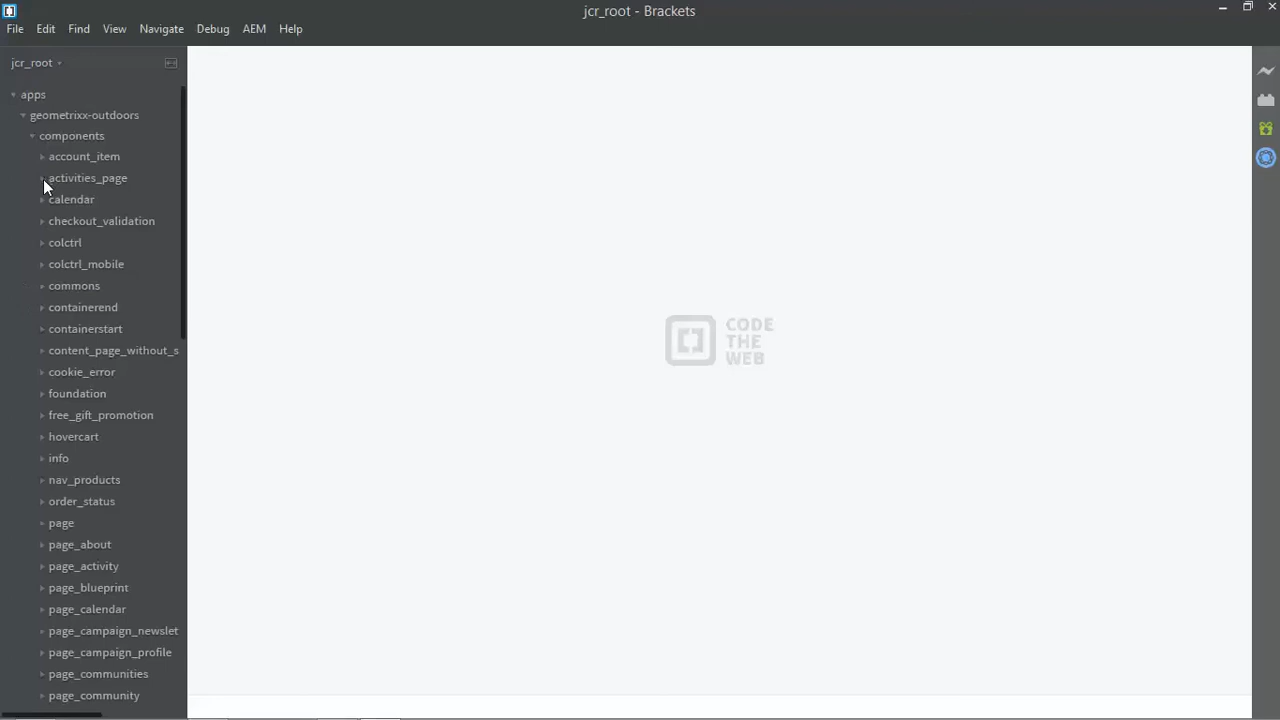 jcr_root - Brackets
File Edit Find View Navigate Debug AEM Help
jcr_root
apps
geometrixx-outdoors
components
account_item
activities_page
calendar
checkout_validation
colctrl
colctrl_mobile
commons
containerend
containerstart
content_page_without_s
cookie_error
foundation
free_gift_promotion
hovercart
info
nav_products
order_status
page
page_about
page_activity
page_blueprint
page_calendar
page_campaign_newslet
page_campaign_profile
page_communities
page_community
CODE
THE
WEB